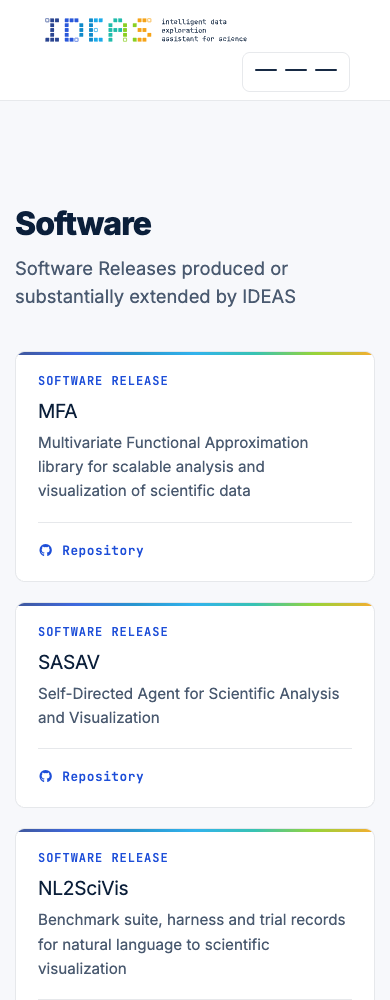 IDEAS
intelligent data
exploration
assistant for science
Software
Software Releases produced or
substantially extended by IDEAS
SOFTWARE RELEASE
MFA
Multivariate Functional Approximation
library for scalable analysis and
visualization of scientific data
Repository
SOFTWARE RELEASE
SASAV
Self-Directed Agent for Scientific Analysis
and Visualization
Repository
SOFTWARE RELEASE
NL2SciVis
Benchmark suite, harness and trial records
for natural language to scientific
visualization